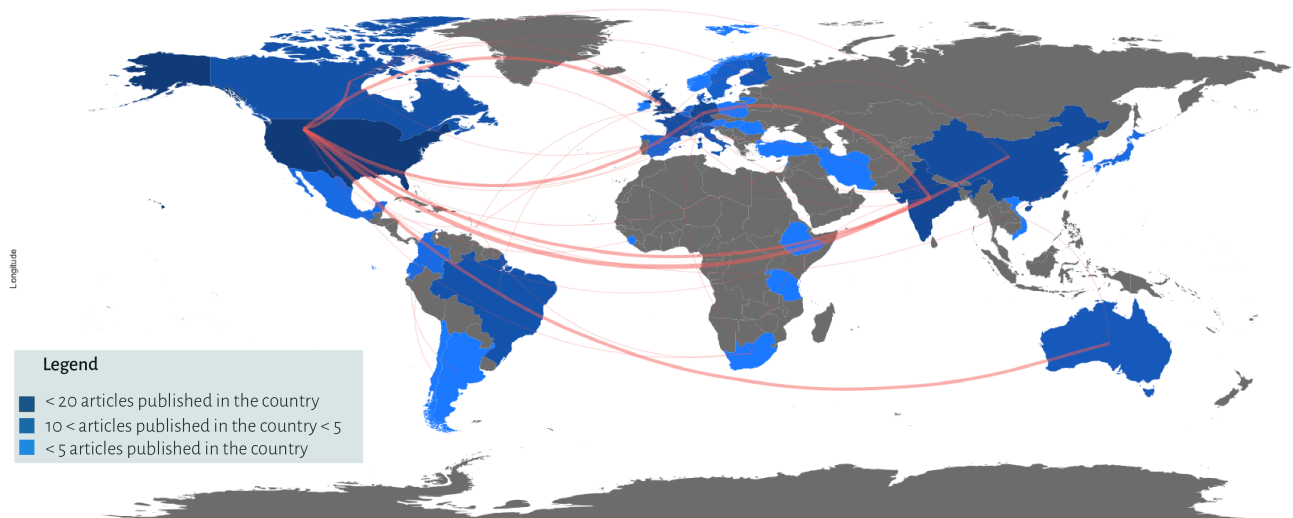 Longitude
Legend
< 20 articles published in the country
10 < articles published in the country < 5
< 5 articles published in the country